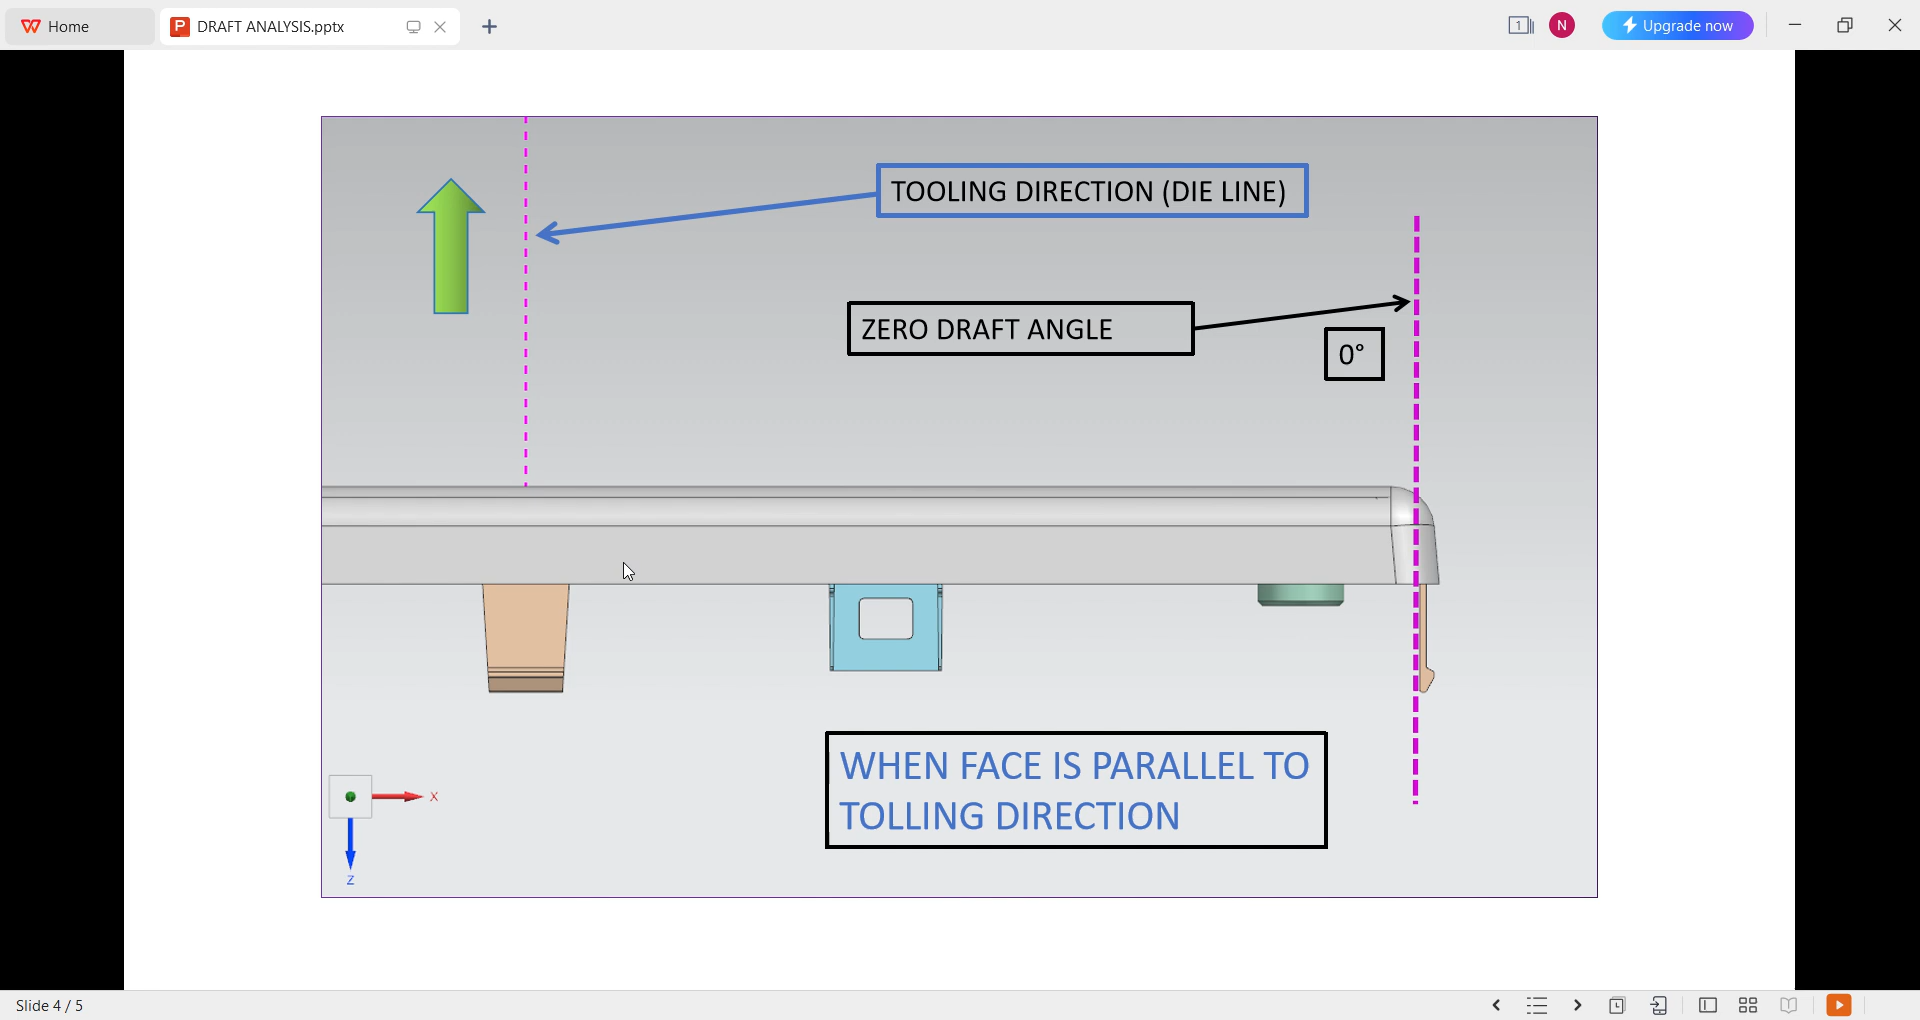 Home
DRAFT ANALYSIS.pptx
1
N
Upgrade now
TOOLING DIRECTION (DIE LINE)
ZERO DRAFT ANGLE
0°
WHEN FACE IS PARALLEL TO
TOLLING DIRECTION
X
Z
Slide 4 / 5